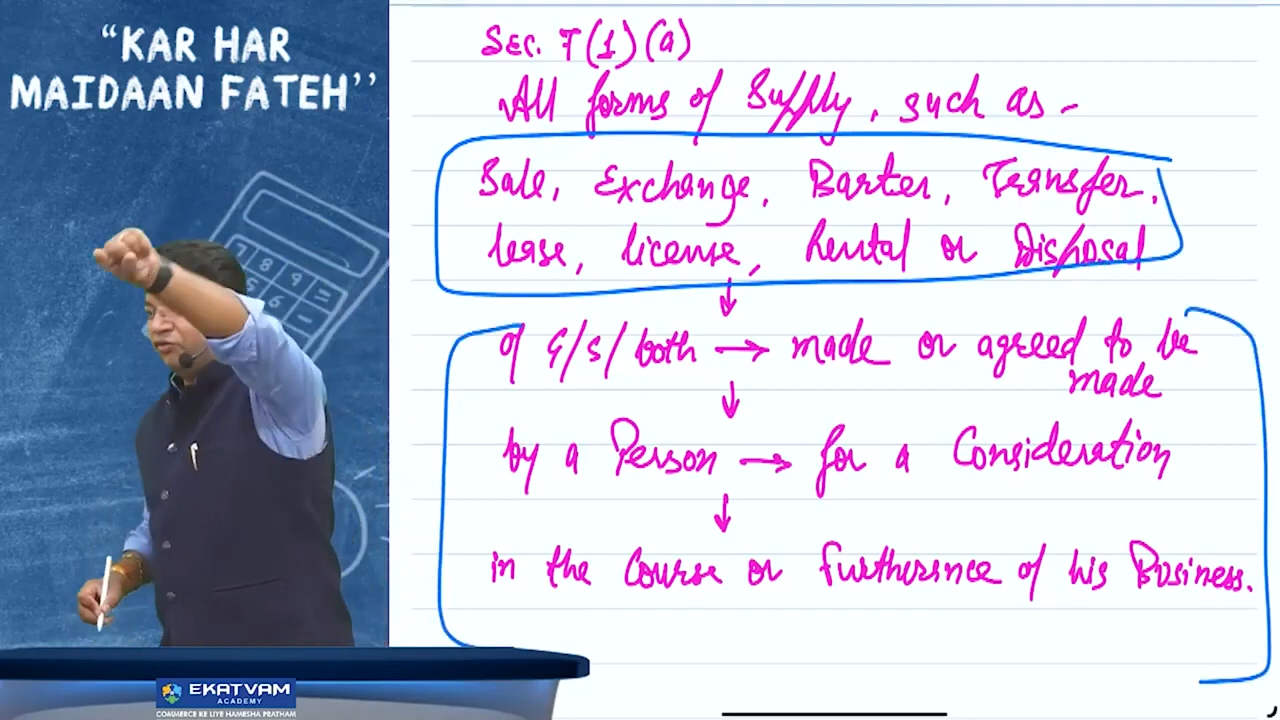 “KAR HAR
MAIDAAN FATEH’’
Sec. 7(1)(a)
All forms of Supply, such as -
Sale, Exchange, Barter, Transfer,
lease, license, Rental or Disposal
of G/S/both → made or agreed to be
made
by a Person → for a Consideration
in the Course or furtherence of his Business.
EKATVAM
ACADEMY
COMMERCE KE LIYE HAMESHA PRATHAM